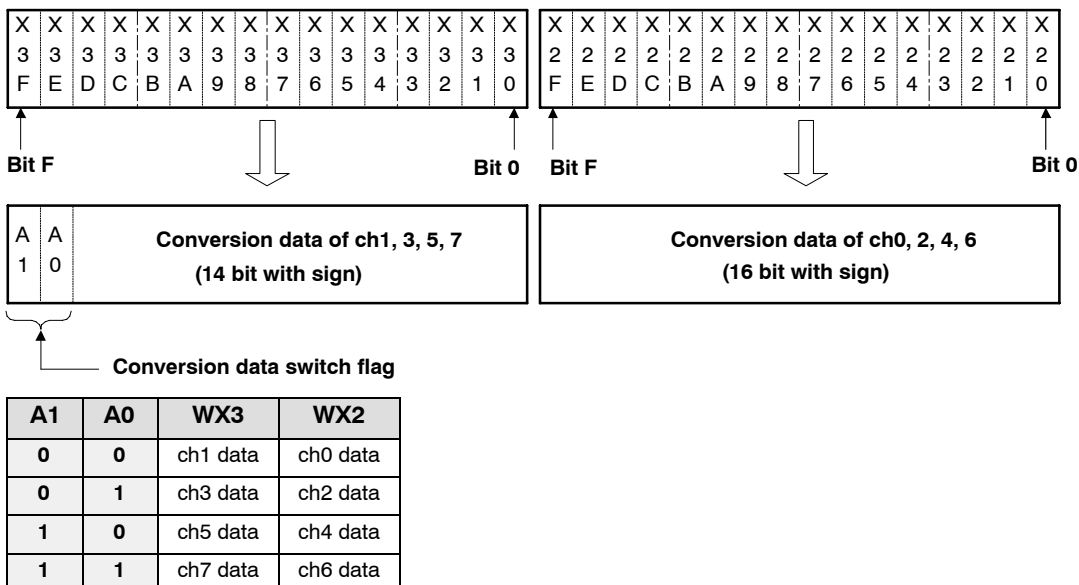 X X X X X X X X X X X X X X X X X X X X X X X X X X X X X X X X
3 3 3 3 3 3 3 3 3 3 3 3 3 3 3 3 2 2 2 2 2 2 2 2 2 2 2 2 2 2 2 2
F E D C B A 9 8 7 6 5 4 3 2 1 0 F E D C B A 9 8 7 6 5 4 3 2 1 0
Bit F Bit 0 Bit F Bit 0
A A Conversion data of ch1, 3, 5, 7 Conversion data of ch0, 2, 4, 6
1 0 (14 bit with sign) (16 bit with sign)
Conversion data switch flag
A1 A0 WX3 WX2
0 0 ch1 data ch0 data
0 1 ch3 data ch2 data
1 0 ch5 data ch4 data
1 1 ch7 data ch6 data